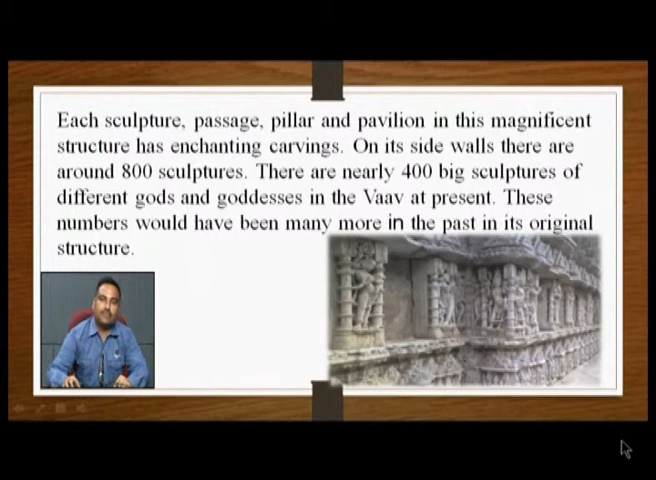 Each sculpture, passage, pillar and pavilion in this magnificent
structure has enchanting carvings. On its side walls there are
around 800 sculptures. There are nearly 400 big sculptures of
different gods and goddesses in the Vaav at present. These
numbers would have been many more in the past in its original
structure.